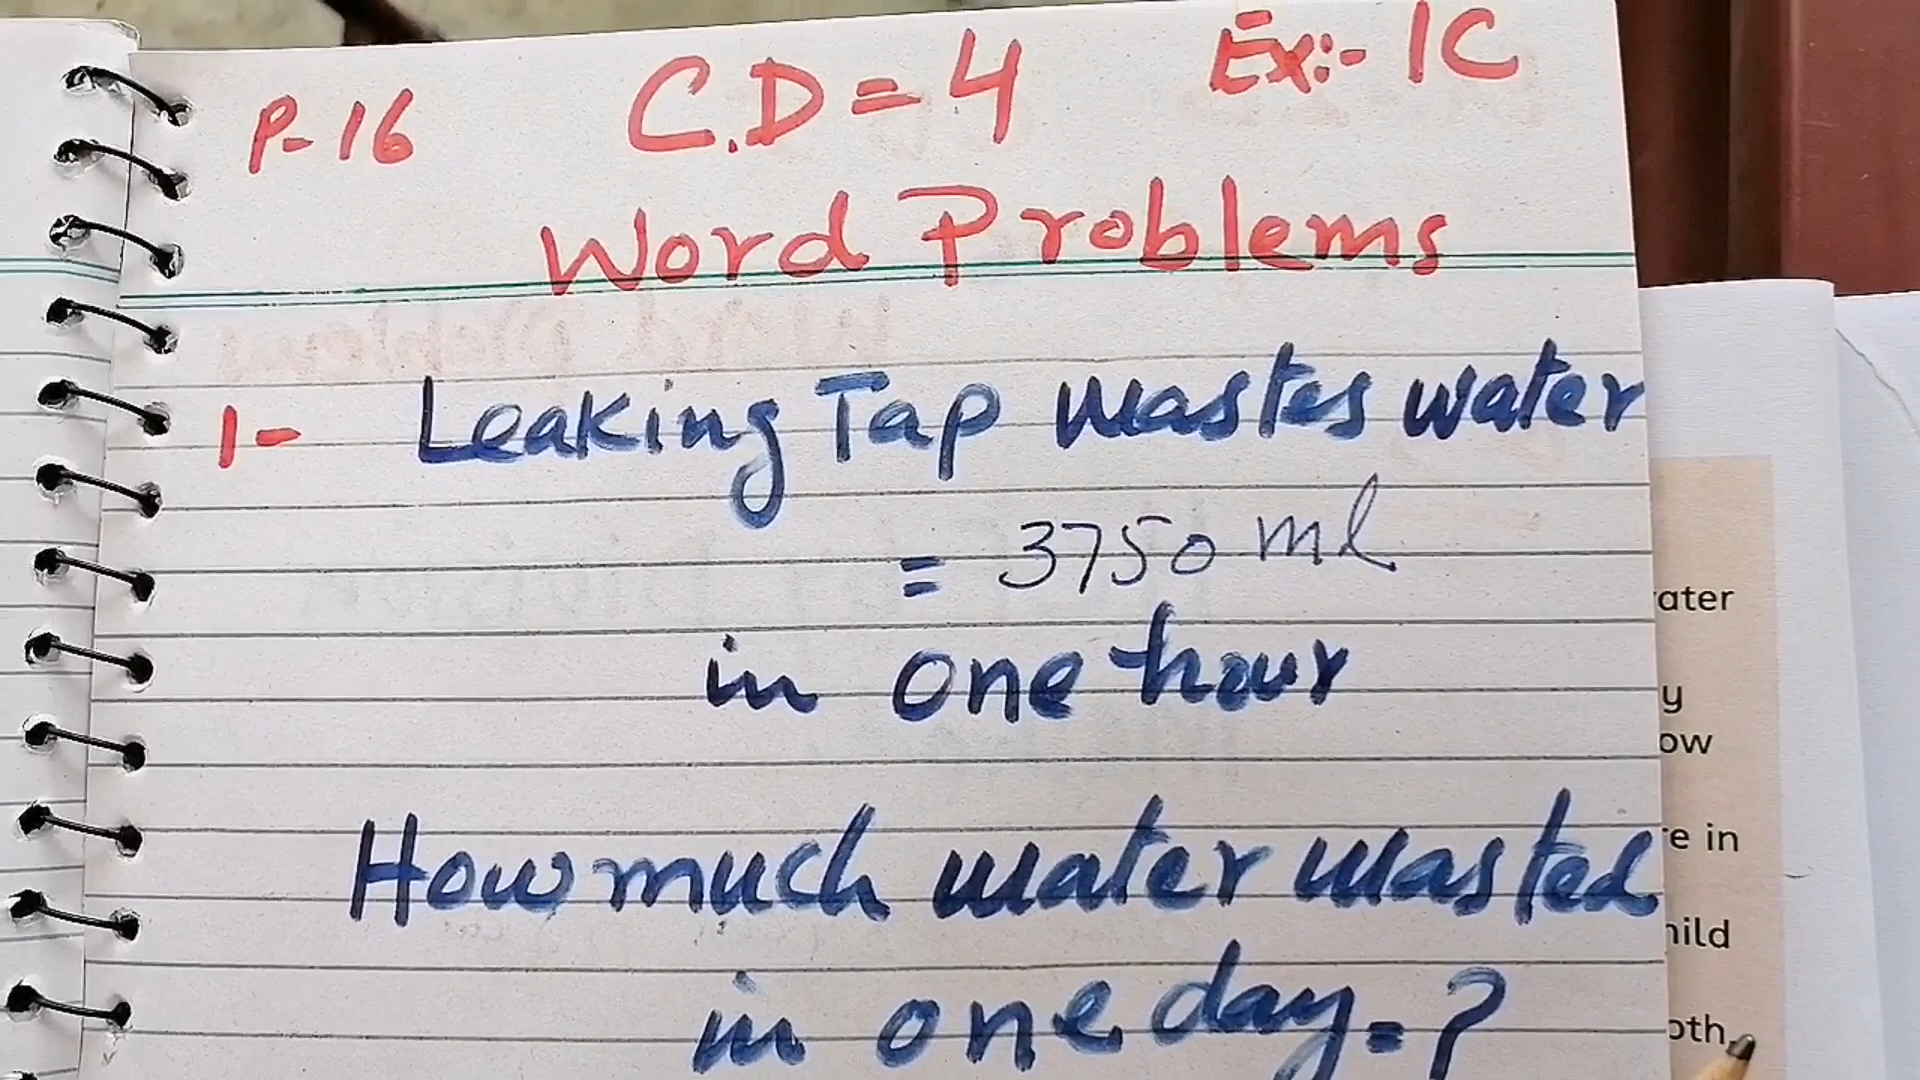 P-16 C.D=4 Ex:- 1C
Word Problems
1- Leaking Tap wastes water
= 3750 ml
in one hour
How much water wasted
in one day=?
ater
y
ow
e in
hild
oth,